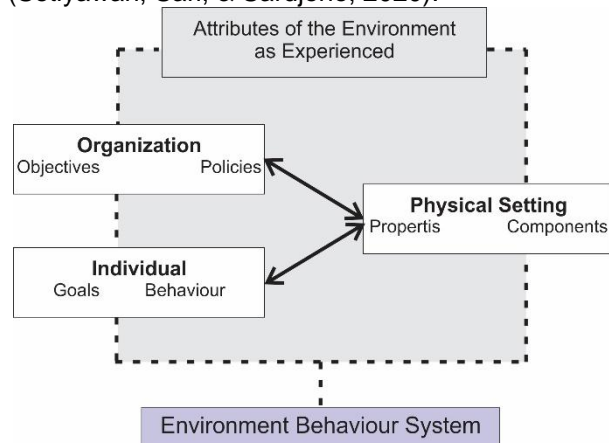 Attributes of the Environment
as Experienced
Organization
Objectives Policies
Physical Setting
Propertis Components
Individual
Goals Behaviour
Environment Behaviour System